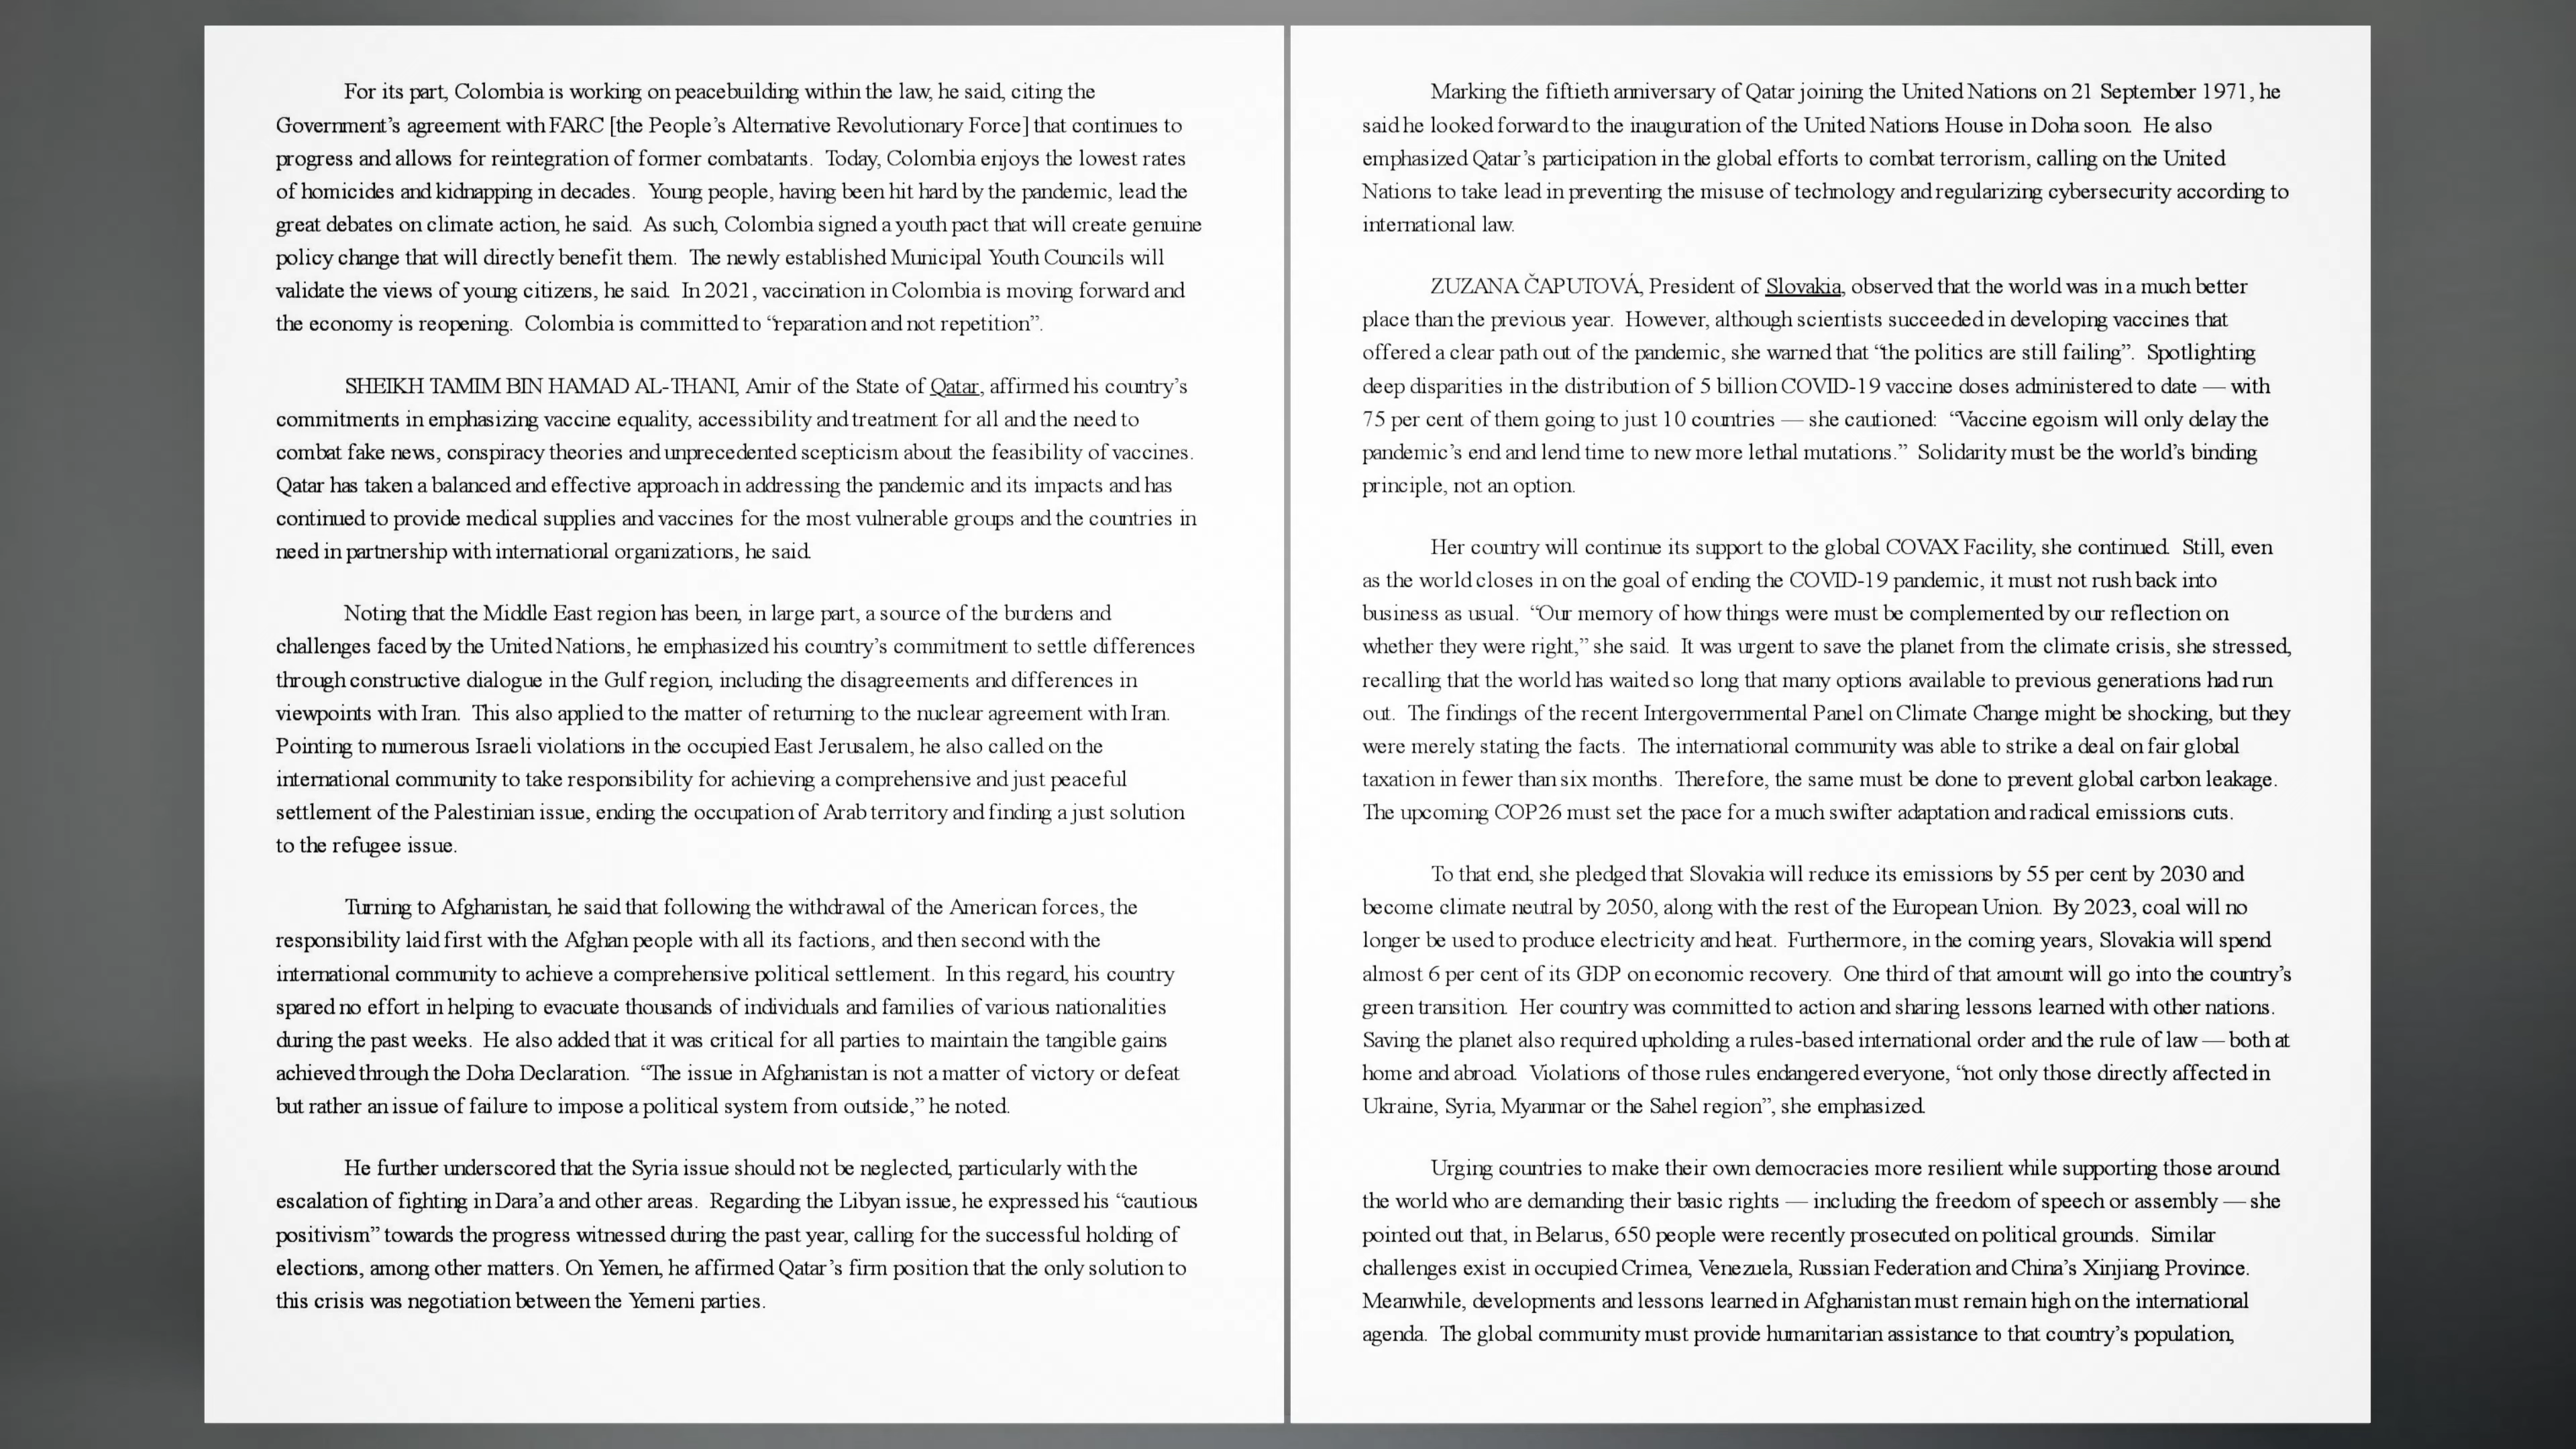 For its part, Colombia is working on peacebuilding within the law, he said, citing the
Government’s agreement with FARC [the People’s Alternative Revolutionary Force] that continues to
progress and allows for reintegration of former combatants.  Today, Colombia enjoys the lowest rates
of homicides and kidnapping in decades.  Young people, having been hit hard by the pandemic, lead the
great debates on climate action, he said.  As such, Colombia signed a youth pact that will create genuine
policy change that will directly benefit them.  The newly established Municipal Youth Councils will
validate the views of young citizens, he said.  In 2021, vaccination in Colombia is moving forward and
the economy is reopening.  Colombia is committed to “reparation and not repetition”.
SHEIKH TAMIM BIN HAMAD AL-THANI, Amir of the State of Qatar, affirmed his country’s
commitments in emphasizing vaccine equality, accessibility and treatment for all and the need to
combat fake news, conspiracy theories and unprecedented scepticism about the feasibility of vaccines.
Qatar has taken a balanced and effective approach in addressing the pandemic and its impacts and has
continued to provide medical supplies and vaccines for the most vulnerable groups and the countries in
need in partnership with international organizations, he said.
Noting that the Middle East region has been, in large part, a source of the burdens and
challenges faced by the United Nations, he emphasized his country’s commitment to settle differences
through constructive dialogue in the Gulf region, including the disagreements and differences in
viewpoints with Iran.  This also applied to the matter of returning to the nuclear agreement with Iran.
Pointing to numerous Israeli violations in the occupied East Jerusalem, he also called on the
international community to take responsibility for achieving a comprehensive and just peaceful
settlement of the Palestinian issue, ending the occupation of Arab territory and finding a just solution
to the refugee issue.
Turning to Afghanistan, he said that following the withdrawal of the American forces, the
responsibility laid first with the Afghan people with all its factions, and then second with the
international community to achieve a comprehensive political settlement.  In this regard, his country
spared no effort in helping to evacuate thousands of individuals and families of various nationalities
during the past weeks.  He also added that it was critical for all parties to maintain the tangible gains
achieved through the Doha Declaration.  “The issue in Afghanistan is not a matter of victory or defeat
but rather an issue of failure to impose a political system from outside,” he noted.
He further underscored that the Syria issue should not be neglected, particularly with the
escalation of fighting in Dara’a and other areas.  Regarding the Libyan issue, he expressed his “cautious
positivism” towards the progress witnessed during the past year, calling for the successful holding of
elections, among other matters. On Yemen, he affirmed Qatar’s firm position that the only solution to
this crisis was negotiation between the Yemeni parties.
Marking the fiftieth anniversary of Qatar joining the United Nations on 21 September 1971, he
said he looked forward to the inauguration of the United Nations House in Doha soon.  He also
emphasized Qatar’s participation in the global efforts to combat terrorism, calling on the United
Nations to take lead in preventing the misuse of technology and regularizing cybersecurity according to
international law.
ZUZANA ČAPUTOVÁ, President of Slovakia, observed that the world was in a much better
place than the previous year.  However, although scientists succeeded in developing vaccines that
offered a clear path out of the pandemic, she warned that “the politics are still failing”.  Spotlighting
deep disparities in the distribution of 5 billion COVID-19 vaccine doses administered to date — with
75 per cent of them going to just 10 countries — she cautioned:  “Vaccine egoism will only delay the
pandemic’s end and lend time to new more lethal mutations.”  Solidarity must be the world’s binding
principle, not an option.
Her country will continue its support to the global COVAX Facility, she continued.  Still, even
as the world closes in on the goal of ending the COVID-19 pandemic, it must not rush back into
business as usual.  “Our memory of how things were must be complemented by our reflection on
whether they were right,” she said.  It was urgent to save the planet from the climate crisis, she stressed,
recalling that the world has waited so long that many options available to previous generations had run
out.  The findings of the recent Intergovernmental Panel on Climate Change might be shocking, but they
were merely stating the facts.  The international community was able to strike a deal on fair global
taxation in fewer than six months.  Therefore, the same must be done to prevent global carbon leakage.
The upcoming COP26 must set the pace for a much swifter adaptation and radical emissions cuts.
To that end, she pledged that Slovakia will reduce its emissions by 55 per cent by 2030 and
become climate neutral by 2050, along with the rest of the European Union.  By 2023, coal will no
longer be used to produce electricity and heat.  Furthermore, in the coming years, Slovakia will spend
almost 6 per cent of its GDP on economic recovery.  One third of that amount will go into the country’s
green transition.  Her country was committed to action and sharing lessons learned with other nations.
Saving the planet also required upholding a rules-based international order and the rule of law — both at
home and abroad.  Violations of those rules endangered everyone, “not only those directly affected in
Ukraine, Syria, Myanmar or the Sahel region”, she emphasized.
Urging countries to make their own democracies more resilient while supporting those around
the world who are demanding their basic rights — including the freedom of speech or assembly — she
pointed out that, in Belarus, 650 people were recently prosecuted on political grounds.  Similar
challenges exist in occupied Crimea, Venezuela, Russian Federation and China’s Xinjiang Province.
Meanwhile, developments and lessons learned in Afghanistan must remain high on the international
agenda.  The global community must provide humanitarian assistance to that country’s population,